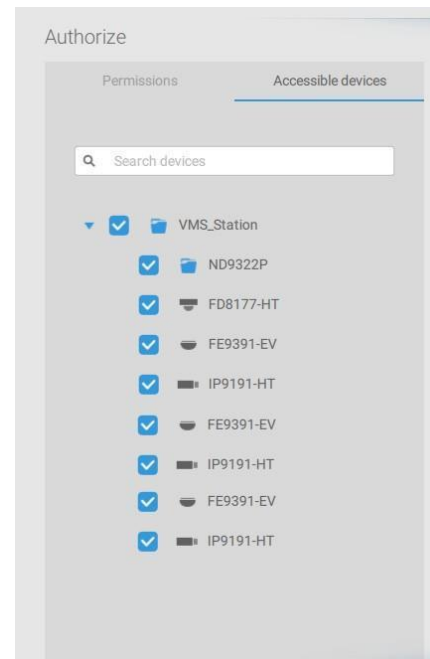 Authorize
Permissions Accessible devices
Search devices
VMS_Station
ND9322P
FD8177-HT
FE9391-EV
IP9191-HT
FE9391-EV
IP9191-HT
FE9391-EV
IP9191-HT